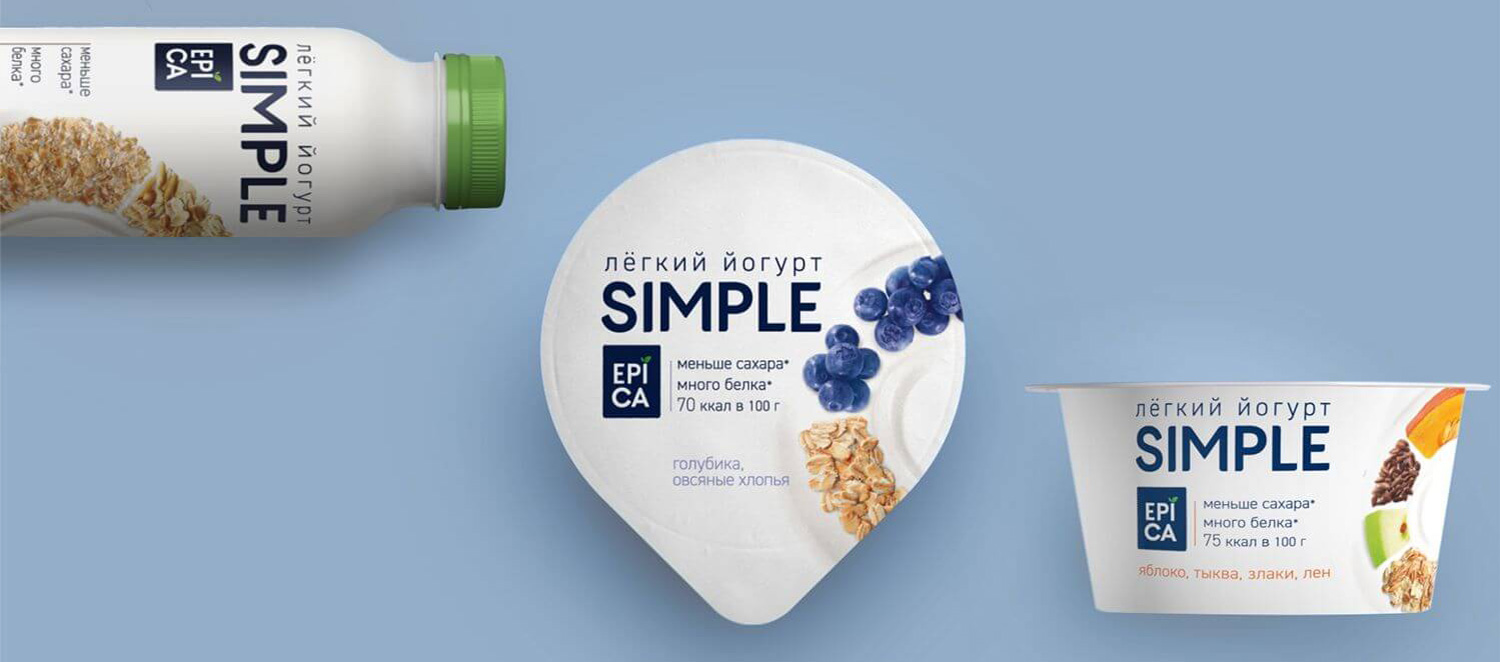 лёгкий йогурт
SIMPLE
EPI
CA
меньше
сахара*
много
белка*
лёгкий йогурт
SIMPLE
EPI
CA
меньше сахара*
много белка*
70 ккал в 100 г
голубика,
овсяные хлопья
лёгкий йогурт
SIMPLE
EPI
CA
меньше сахара*
много белка*
75 ккал в 100 г
яблоко, тыква, злаки, лен